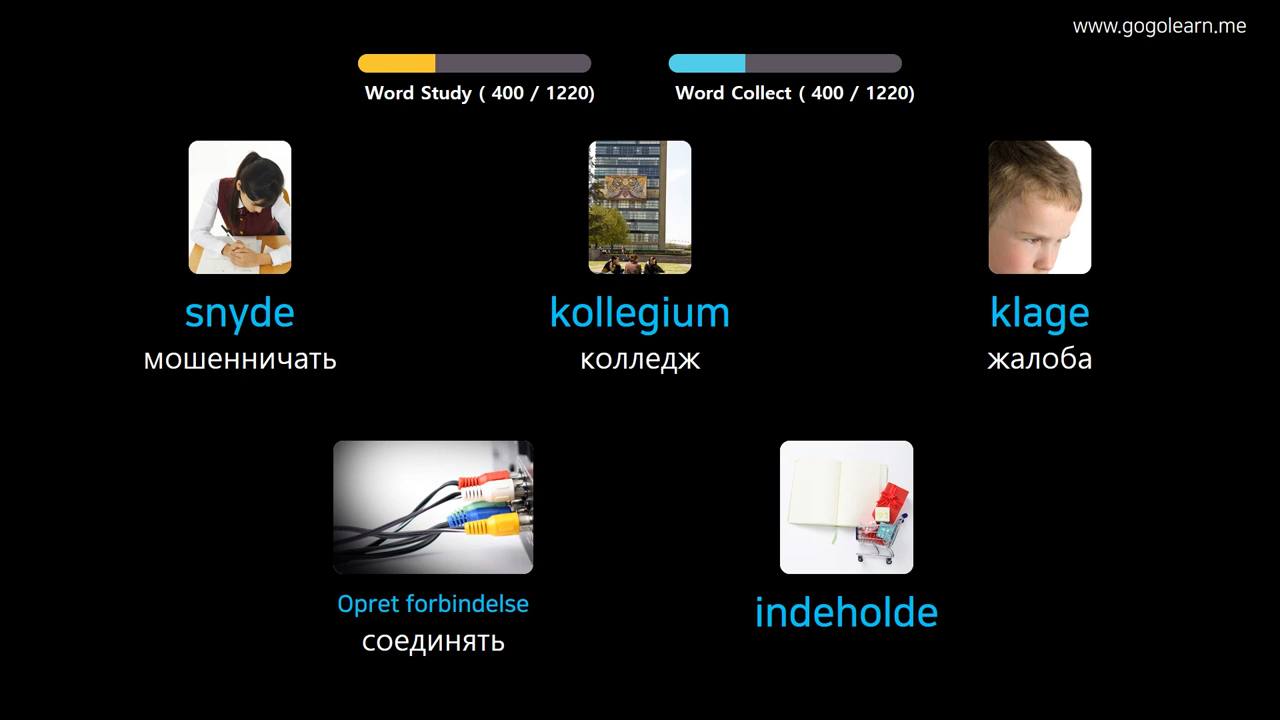 www.gogolearn.me
Word Study ( 400 / 1220)
Word Collect ( 400 / 1220)
snyde
мошенничать
kollegium
колледж
klage
жалоба
Opret forbindelse
соединять
indeholde